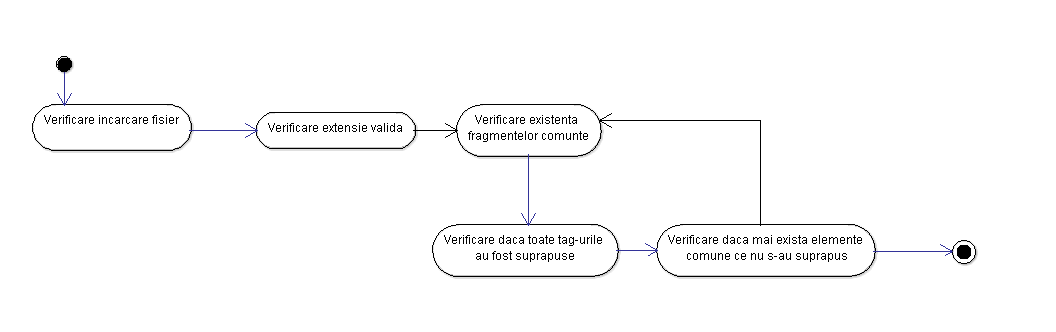 Verificare incarcare fisier
Verificare extensie valida
Verificare existenta
fragmentelor comunte
Verificare daca toate tag-urile
au fost suprapuse
Verificare daca mai exista elemente
comune ce nu s-au suprapus